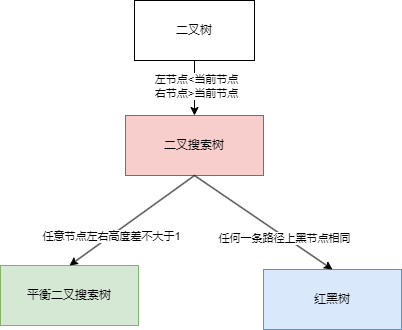 二叉树
左节点<当前节点
右节点>当前节点
二叉搜索树
任意节点左右高度差不大于1
任何一条路径上黑节点相同
平衡二叉搜索树
红黑树